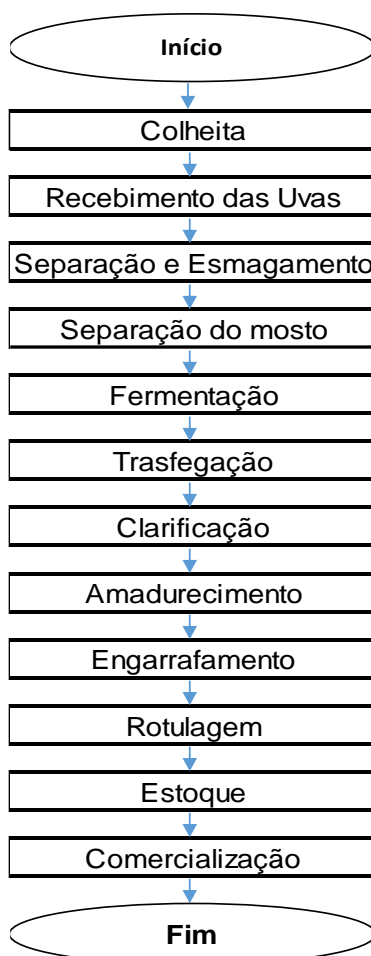 Início
Colheita
Recebimento das Uvas
Separação e Esmagamento
Separação do mosto
Fermentação
Trasfegação
Clarificação
Amadurecimento
Engarrafamento
Rotulagem
Estoque
Comercialização
Fim